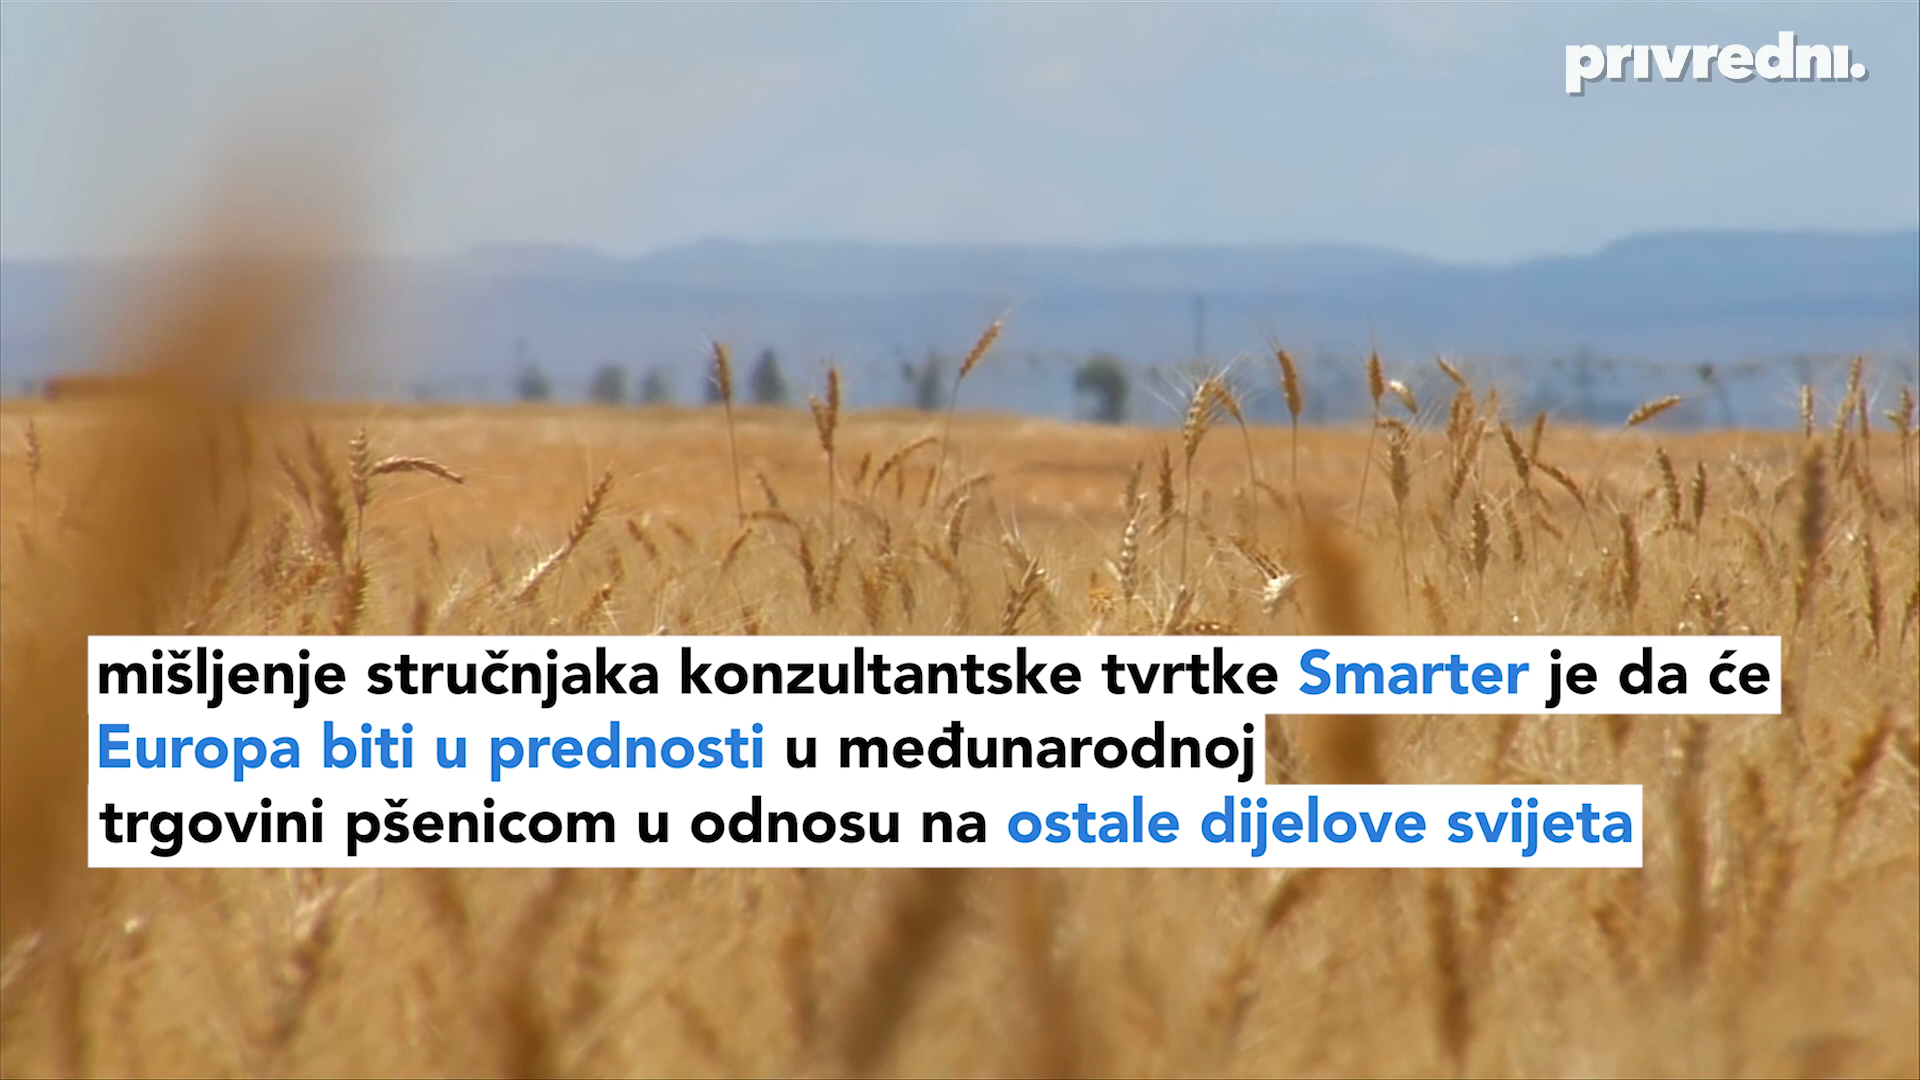 privredni.
mišljenje stručnjaka konzultantske tvrtke Smarter je da će
Europa biti u prednosti u međunarodnoj
trgovini pšenicom u odnosu na ostale dijelove svijeta